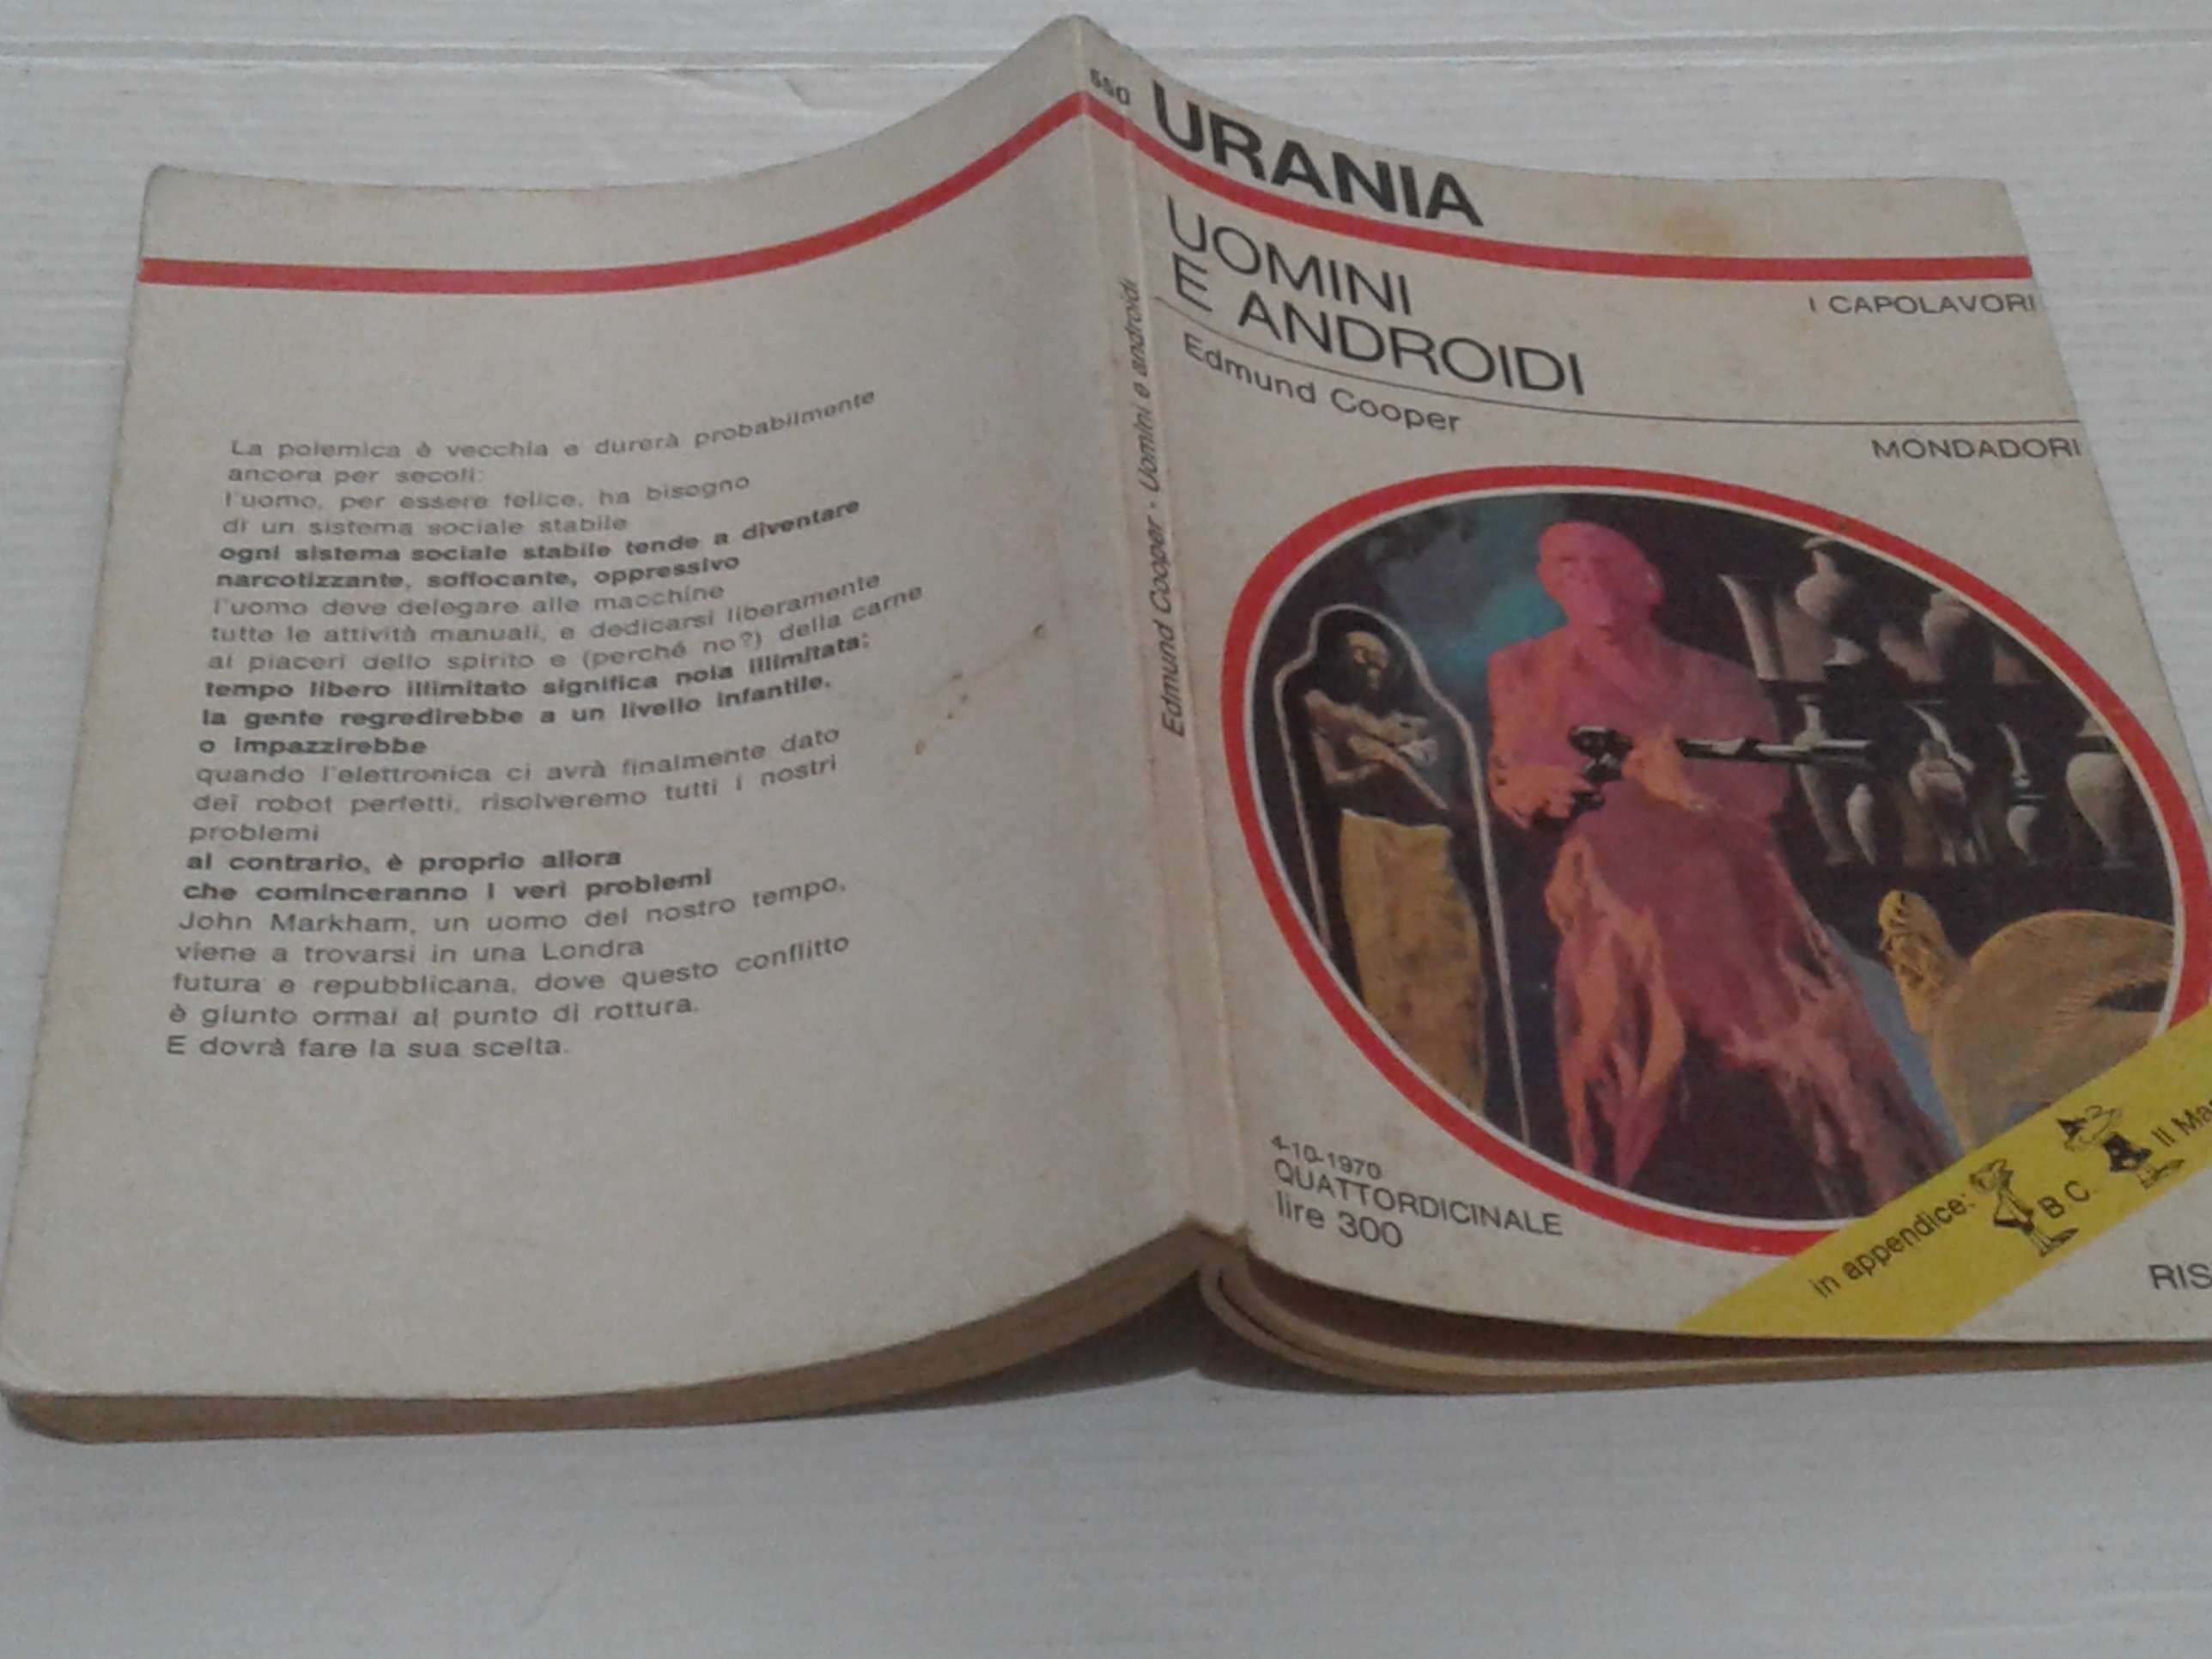 La polemica è vecchia e durerà probabilmente
ancora per secoli:
l'uomo, per essere felice, ha bisogno
di un sistema sociale stabile
ogni sistema sociale stabile tende a diventare
narcotizzante, soffocante, oppressivo
l'uomo deve delegare alle macchine
tutte le attività manuali, e dedicarsi liberamente
ai piaceri dello spirito e (perché no?) della carne
tempo libero illimitato significa noia illimitata:
la gente regredirebbe a un livello infantile,
o impazzirebbe
quando l'elettronica ci avrà finalmente dato
dei robot perfetti, risolveremo tutti i nostri
problemi
al contrario, è proprio allora
che cominceranno i veri problemi
John Markham, un uomo del nostro tempo,
viene a trovarsi in una Londra
futura e repubblicana, dove questo conflitto
è giunto ormai al punto di rottura.
E dovrà fare la sua scelta.
550
Edmund Cooper - Uomini e androidi
URANIA
UOMINI
E ANDROIDI
Edmund Cooper
I CAPOLAVORI
MONDADORI
4-10-1970
QUATTORDICINALE
lire 300
in appendice: B.C. Il